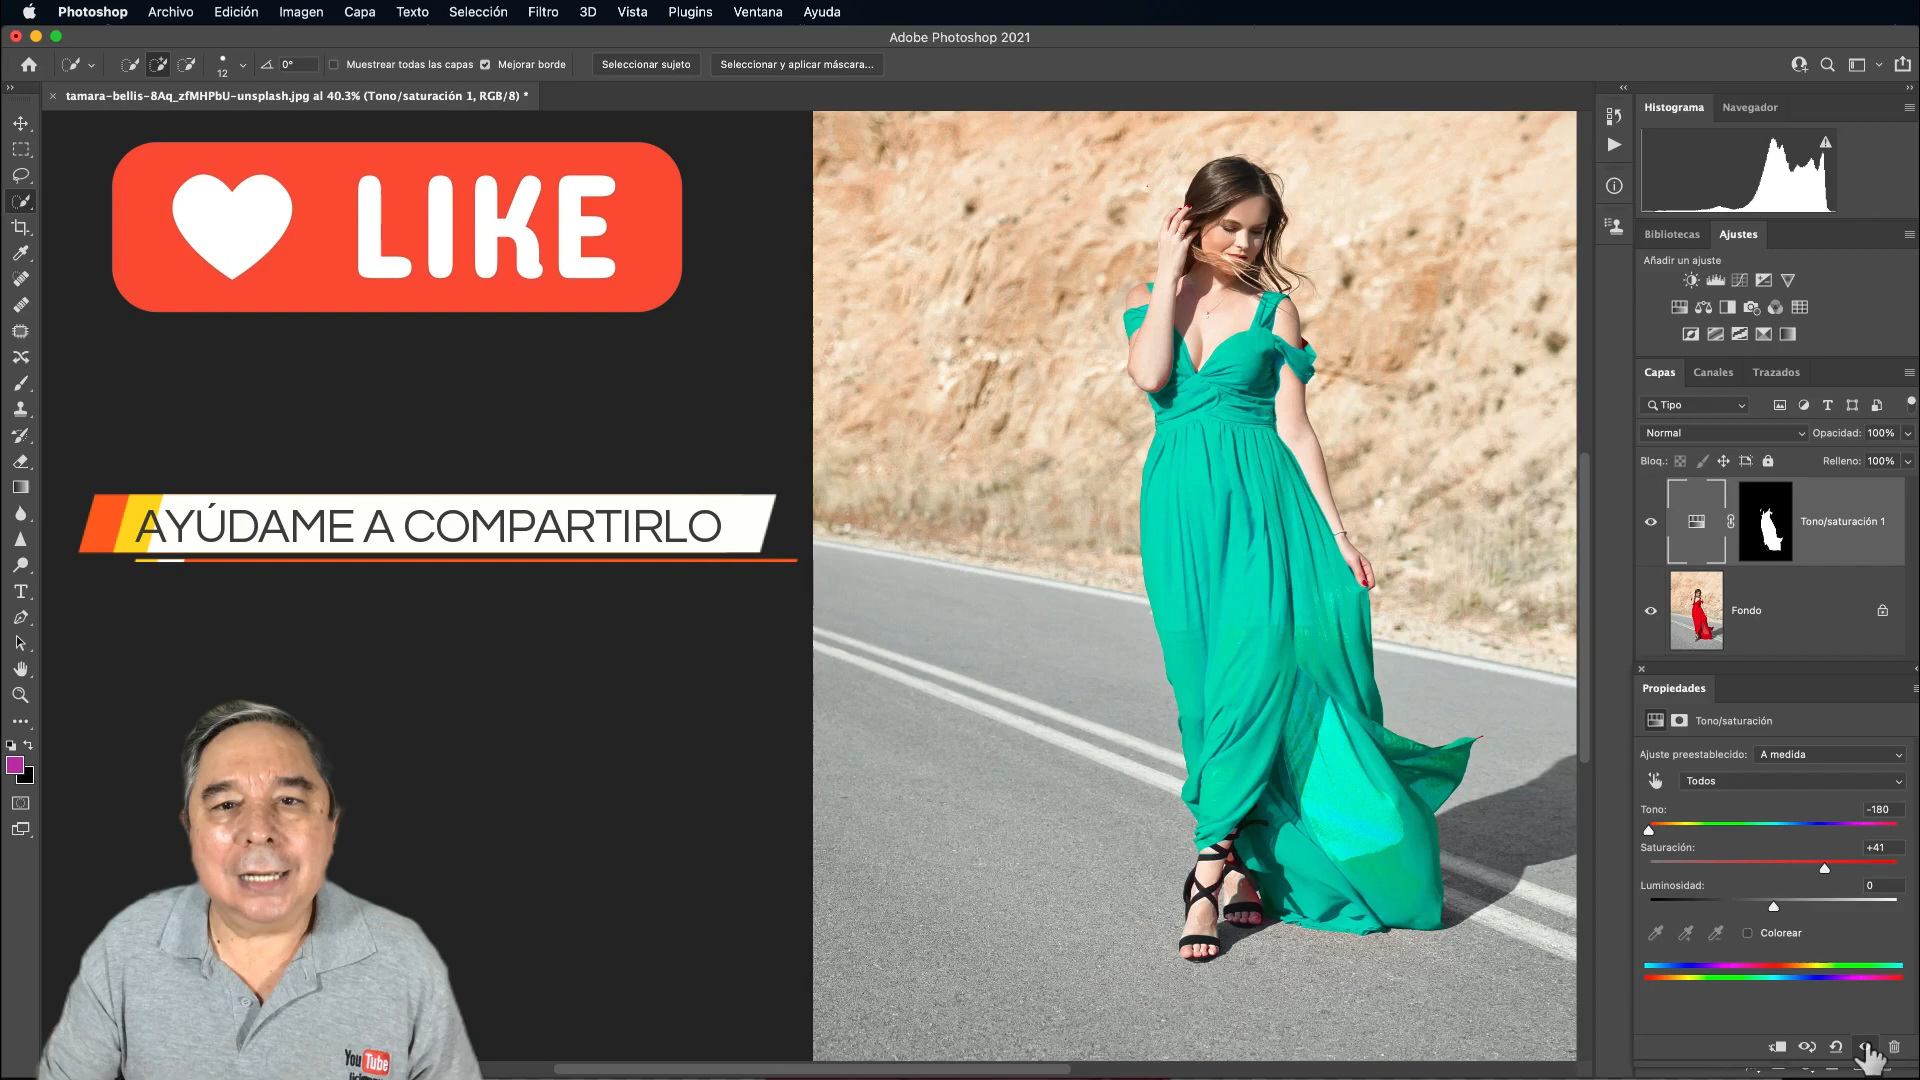 Photoshop Archivo Edición Imagen Capa Texto Selección Filtro 3D Vista Plugins Ventana Ayuda
Adobe Photoshop 2021
12
0°
Muestrear todas las capas
Mejorar borde
Seleccionar sujeto
Seleccionar y aplicar máscara...
tamara-bellis-8Aq_zfMHPbU-unsplash.jpg al 40.3% (Tono/saturación 1, RGB/8) *
LIKE
AYÚDAME A COMPARTIRLO
YouTube
Histograma Navegador
Bibliotecas Ajustes
Añadir un ajuste
Capas Canales Trazados
Tipo
Normal Opacidad: 100%
Bloq.: Relleno: 100%
Tono/saturación 1
Fondo
Propiedades
Tono/saturación
Ajuste preestablecido: A medida
Todos
Tono: -180
Saturación: +41
Luminosidad: 0
Colorear